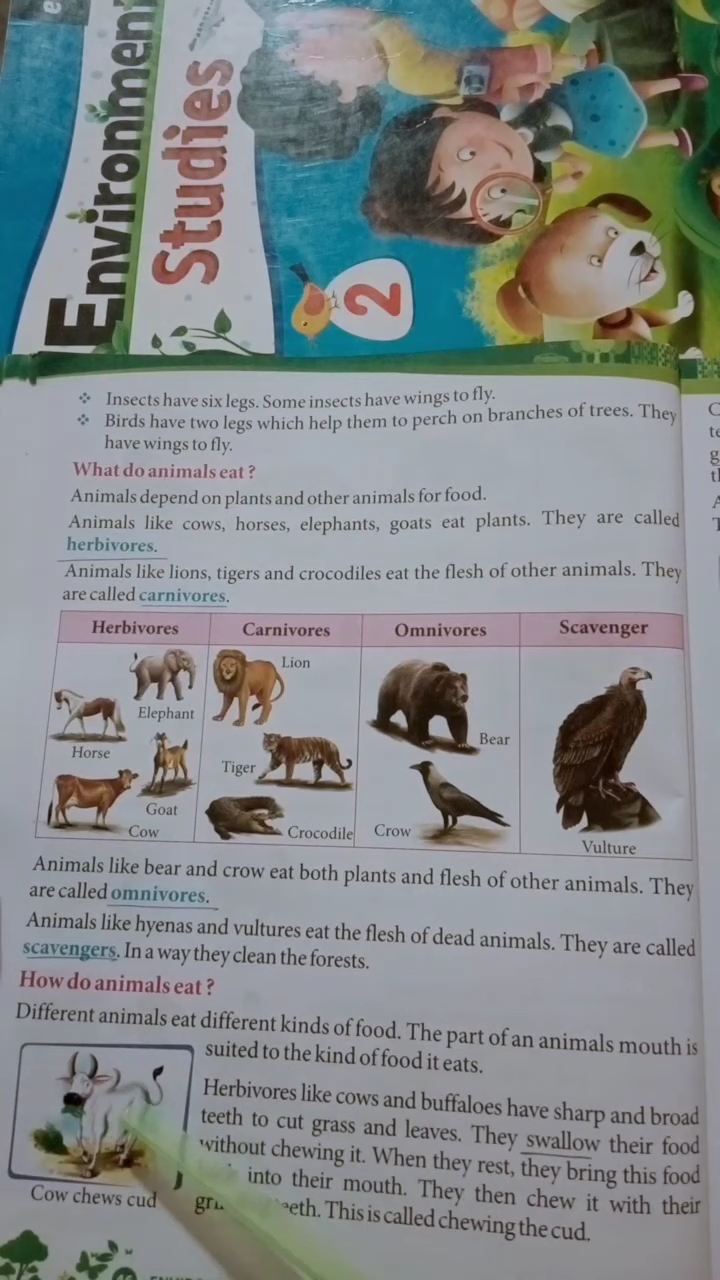 Environment
Studies
2
❖ Insects have six legs. Some insects have wings to fly.
❖ Birds have two legs which help them to perch on branches of trees. They
have wings to fly.
What do animals eat ?
Animals depend on plants and other animals for food.
Animals like cows, horses, elephants, goats eat plants. They are called
herbivores.
Animals like lions, tigers and crocodiles eat the flesh of other animals. They
are called carnivores.
Herbivores Carnivores Omnivores Scavenger
Lion
Elephant
Bear
Horse
Tiger
Goat
Cow
Crocodile
Crow
Vulture
Animals like bear and crow eat both plants and flesh of other animals. They
are called omnivores.
Animals like hyenas and vultures eat the flesh of dead animals. They are called
scavengers. In a way they clean the forests.
How do animals eat ?
Different animals eat different kinds of food. The part of an animals mouth is
suited to the kind of food it eats.
Herbivores like cows and buffaloes have sharp and broad
teeth to cut grass and leaves. They swallow their food
without chewing it. When they rest, they bring this food
into their mouth. They then chew it with their
teeth. This is called chewing the cud.
Cow chews cud